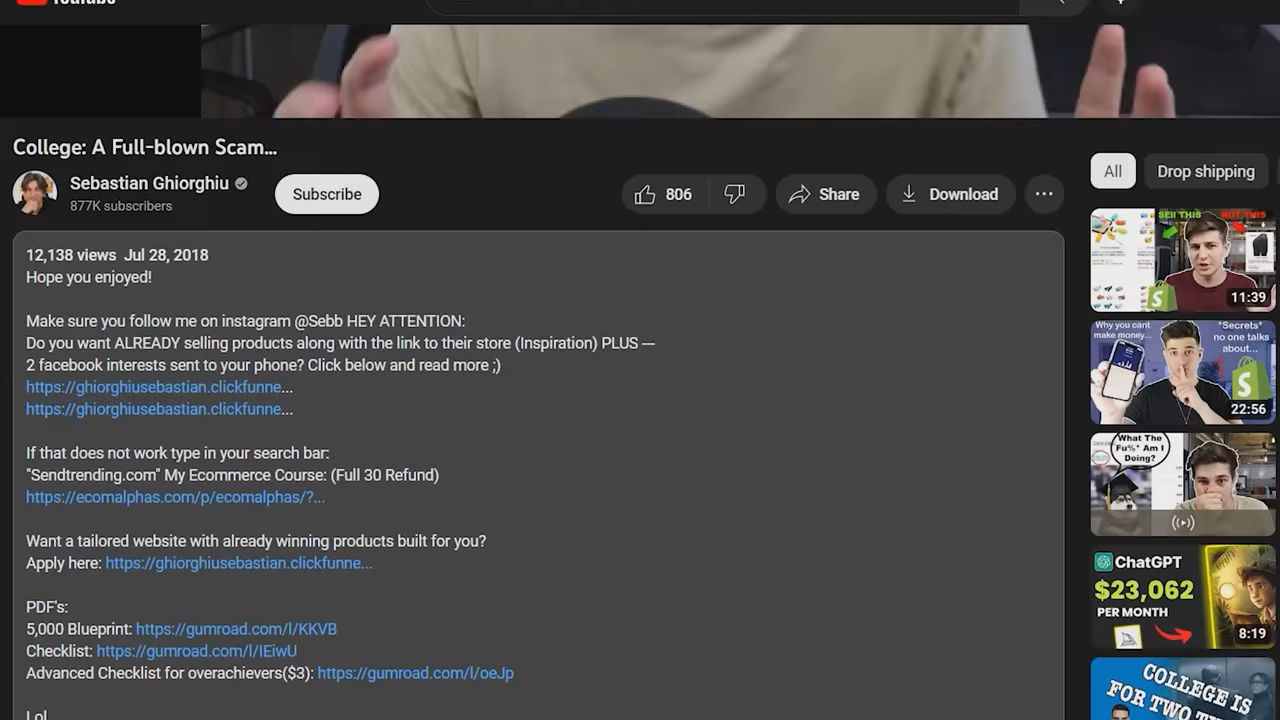 YouTube
College: A Full-blown Scam...
Sebastian Ghiorghiu
877K subscribers
Subscribe
806
Share
Download
12,138 views Jul 28, 2018
Hope you enjoyed!
Make sure you follow me on instagram @Sebb HEY ATTENTION:
Do you want ALREADY selling products along with the link to their store (Inspiration) PLUS —
2 facebook interests sent to your phone? Click below and read more ;)
https://ghiorghiusebastian.clickfunne...
https://ghiorghiusebastian.clickfunne...
If that does not work type in your search bar:
"Sendtrending.com" My Ecommerce Course: (Full 30 Refund)
https://ecomalphas.com/p/ecomalphas/?...
Want a tailored website with already winning products built for you?
Apply here: https://ghiorghiusebastian.clickfunne...
PDF's:
5,000 Blueprint: https://gumroad.com/l/KKVB
Checklist: https://gumroad.com/l/lEiwU
Advanced Checklist for overachievers($3): https://gumroad.com/l/oeJp
Lol
All
Drop shipping
SEll THIS
NOT THIS
11:39
Why you cant
make money...
"Secrets"
no one talks
about...
22:56
What The
Fu%* Am I
Doing?
ChatGPT
$23,062
PER MONTH
8:19
COLLEGE IS
FOR TWO